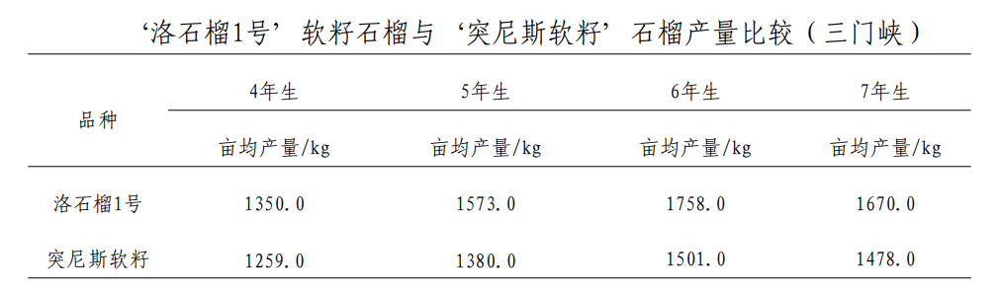 ‘洛石榴1号’软籽石榴与‘突尼斯软籽’石榴产量比较（三门峡）
品种 4年生 5年生 6年生 7年生
亩均产量/kg 亩均产量/kg 亩均产量/kg 亩均产量/kg
洛石榴1号 1350.0 1573.0 1758.0 1670.0
突尼斯软籽 1259.0 1380.0 1501.0 1478.0